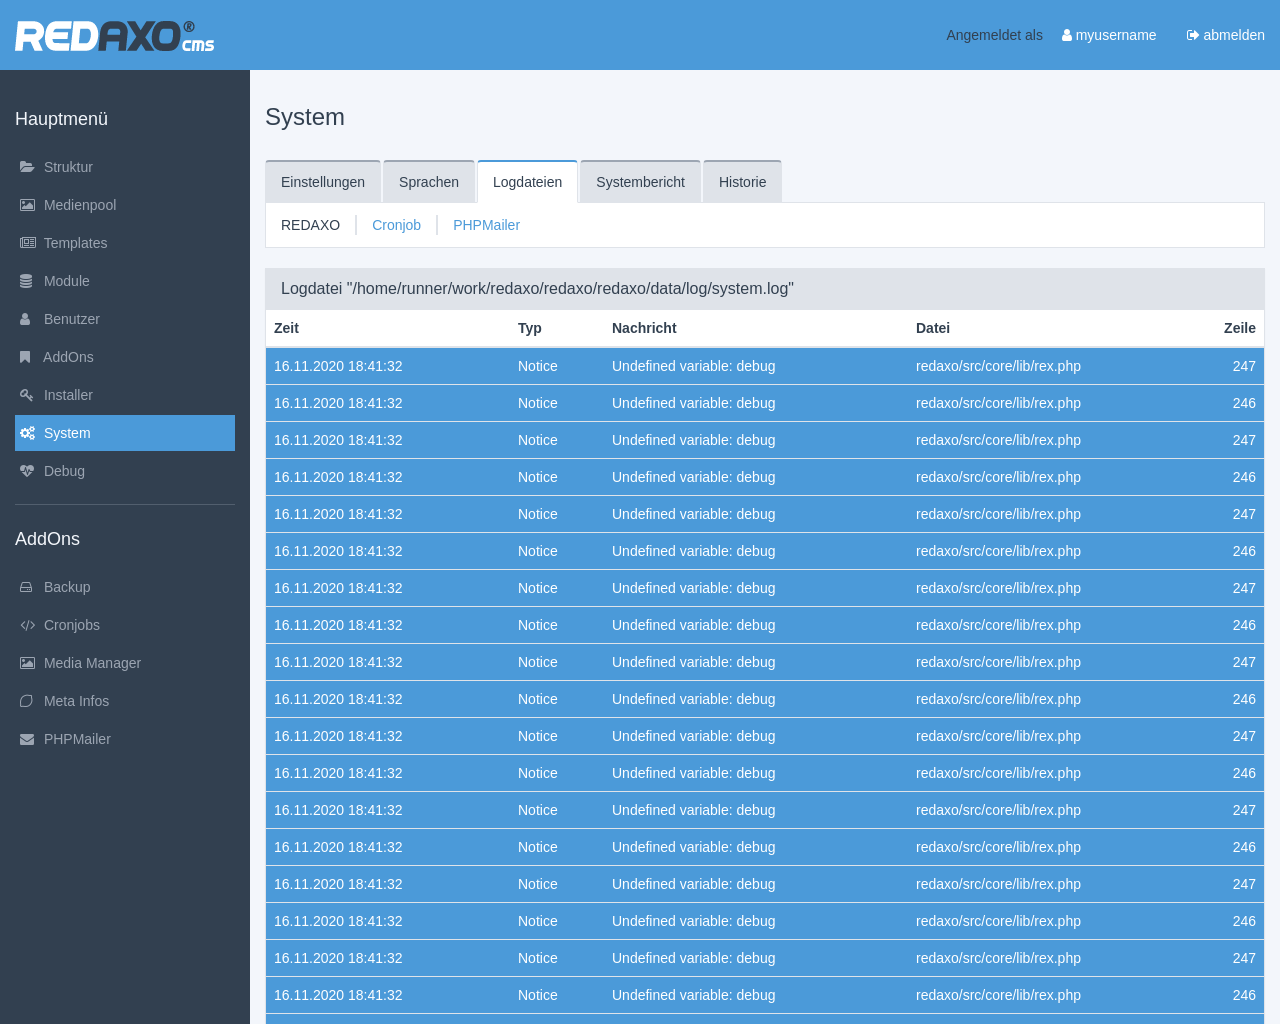 REDAXO® cms
Angemeldet als myusername abmelden
Hauptmenü
Struktur
Medienpool
Templates
Module
Benutzer
AddOns
Installer
System
Debug
AddOns
Backup
Cronjobs
Media Manager
Meta Infos
PHPMailer
System
Einstellungen Sprachen Logdateien Systembericht Historie
REDAXO Cronjob PHPMailer
Logdatei "/home/runner/work/redaxo/redaxo/redaxo/data/log/system.log"
Zeit Typ Nachricht Datei Zeile
16.11.2020 18:41:32 Notice Undefined variable: debug redaxo/src/core/lib/rex.php 247
16.11.2020 18:41:32 Notice Undefined variable: debug redaxo/src/core/lib/rex.php 246
16.11.2020 18:41:32 Notice Undefined variable: debug redaxo/src/core/lib/rex.php 247
16.11.2020 18:41:32 Notice Undefined variable: debug redaxo/src/core/lib/rex.php 246
16.11.2020 18:41:32 Notice Undefined variable: debug redaxo/src/core/lib/rex.php 247
16.11.2020 18:41:32 Notice Undefined variable: debug redaxo/src/core/lib/rex.php 246
16.11.2020 18:41:32 Notice Undefined variable: debug redaxo/src/core/lib/rex.php 247
16.11.2020 18:41:32 Notice Undefined variable: debug redaxo/src/core/lib/rex.php 246
16.11.2020 18:41:32 Notice Undefined variable: debug redaxo/src/core/lib/rex.php 247
16.11.2020 18:41:32 Notice Undefined variable: debug redaxo/src/core/lib/rex.php 246
16.11.2020 18:41:32 Notice Undefined variable: debug redaxo/src/core/lib/rex.php 247
16.11.2020 18:41:32 Notice Undefined variable: debug redaxo/src/core/lib/rex.php 246
16.11.2020 18:41:32 Notice Undefined variable: debug redaxo/src/core/lib/rex.php 247
16.11.2020 18:41:32 Notice Undefined variable: debug redaxo/src/core/lib/rex.php 246
16.11.2020 18:41:32 Notice Undefined variable: debug redaxo/src/core/lib/rex.php 247
16.11.2020 18:41:32 Notice Undefined variable: debug redaxo/src/core/lib/rex.php 246
16.11.2020 18:41:32 Notice Undefined variable: debug redaxo/src/core/lib/rex.php 247
16.11.2020 18:41:32 Notice Undefined variable: debug redaxo/src/core/lib/rex.php 246